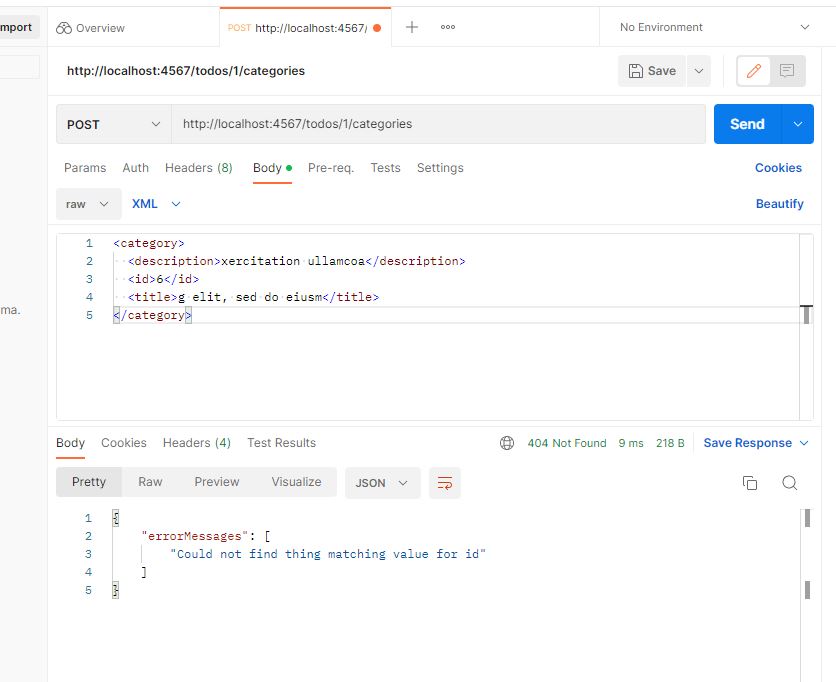 mport
Overview
POST http://localhost:4567/
No Environment
http://localhost:4567/todos/1/categories
Save
POST
http://localhost:4567/todos/1/categories
Send
Params Auth Headers (8) Body Pre-req. Tests Settings
Cookies
raw XML
Beautify
1 <category>
2 <description>xercitation ullamcoa</description>
3 <id>6</id>
4 <title>g elit, sed do eiusm</title>
5 </category>
ma.
Body Cookies Headers (4) Test Results
404 Not Found 9 ms 218 B Save Response
Pretty Raw Preview Visualize JSON
1 {
2 "errorMessages": [
3 "Could not find thing matching value for id"
4 ]
5 }